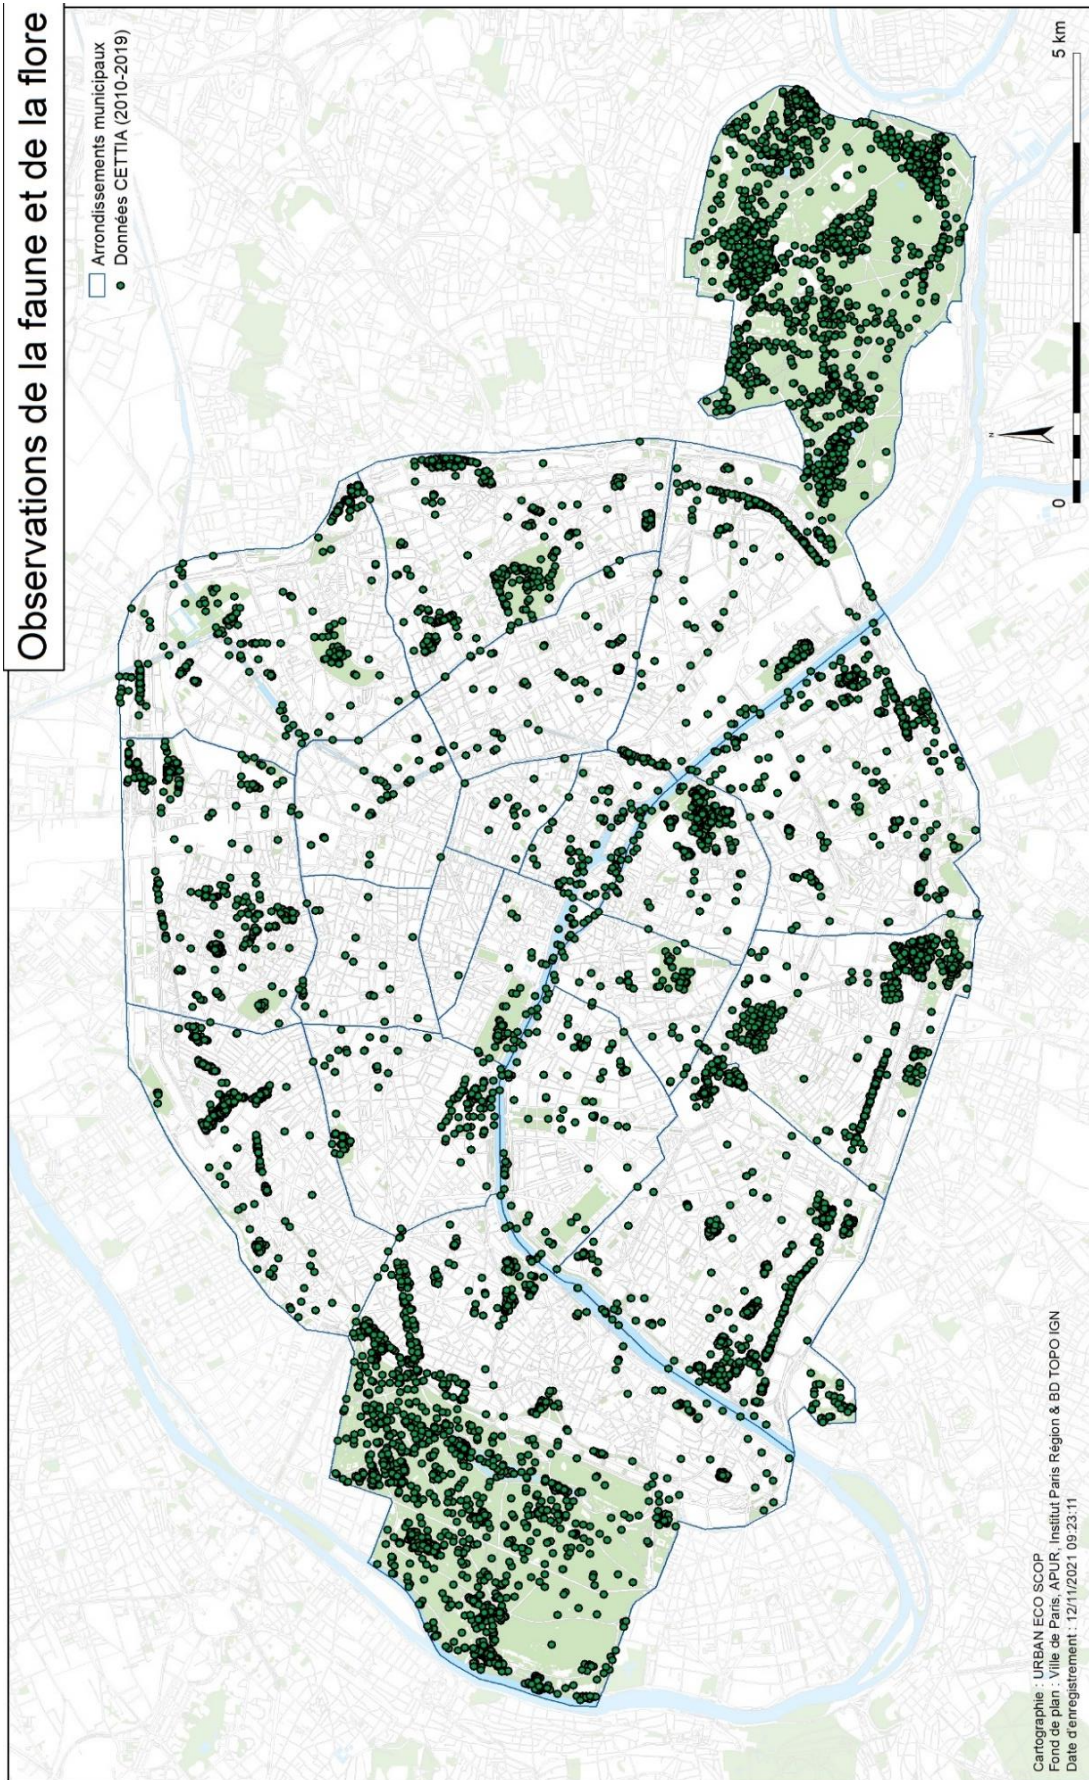 Observations de la faune et de la flore
Arrondissements municipaux
Données CETTIA (2010-2019)
N
0
5 km
Cartographie : URBAN ECO SCOP
Fond de plan : Ville de Paris, APUR, Institut Paris Région & BD TOPO IGN
Date d'enregistrement : 12/11/2021 09:23:11